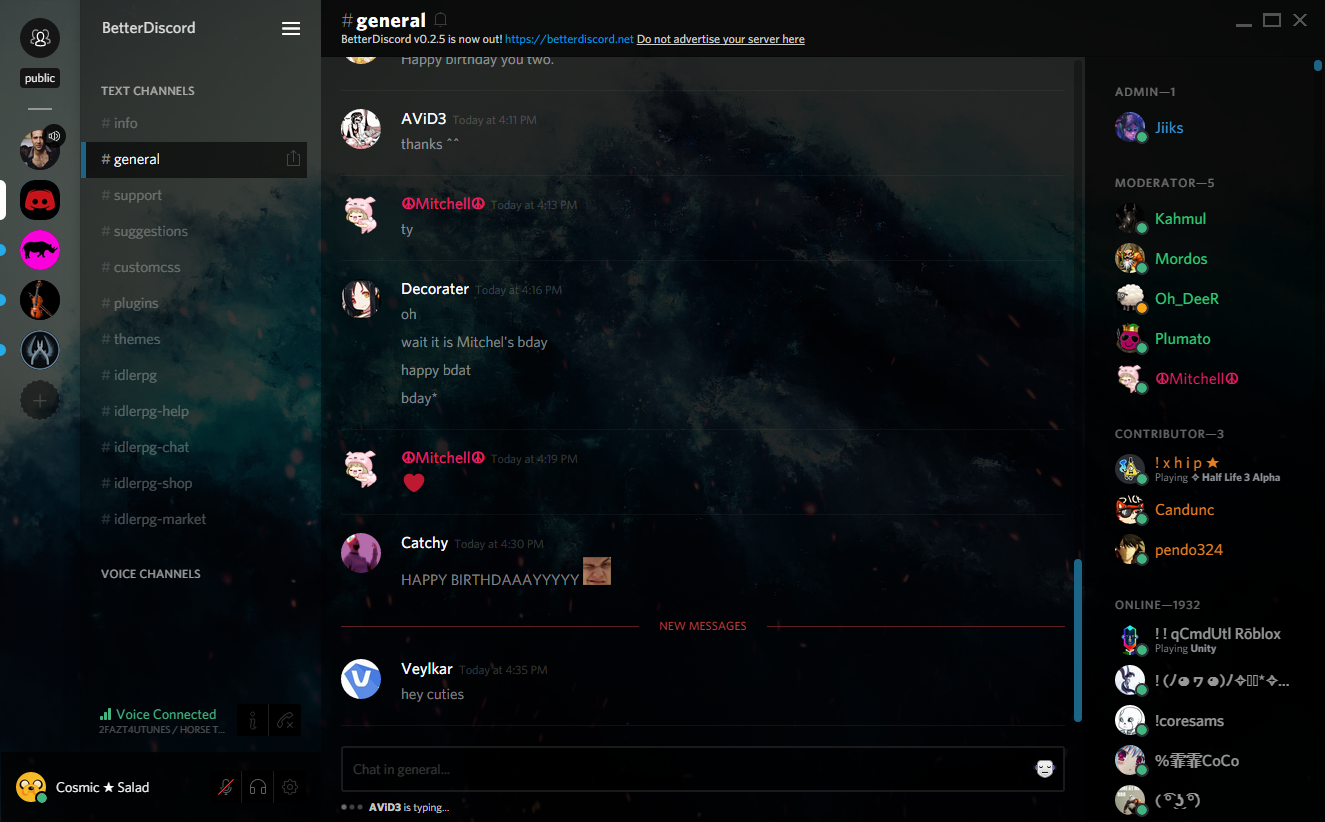 public
BetterDiscord
TEXT CHANNELS
# info
# general
# support
# suggestions
# customcss
# plugins
# themes
# idlerpg
# idlerpg-help
# idlerpg-chat
# idlerpg-shop
# idlerpg-market
VOICE CHANNELS
Voice Connected
2FAZT4UTUNES / HORSE T...
Cosmic ★ Salad
#general
BetterDiscord v0.2.5 is now out! https://betterdiscord.net Do not advertise your server here
Happy birthday you two.
AViD3 Today at 4:11 PM
thanks ^^
☮Mitchell☮ Today at 4:13 PM
ty
Decorater Today at 4:16 PM
oh
wait it is Mitchel's bday
happy bdat
bday*
☮Mitchell☮ Today at 4:19 PM
Catchy Today at 4:30 PM
HAPPY BIRTHDAAAYYYYY
NEW MESSAGES
Veylkar Today at 4:35 PM
hey cuties
Chat in general...
AViD3 is typing...
ADMIN—1
Jiiks
MODERATOR—5
Kahmul
Mordos
Oh_DeeR
Plumato
☮Mitchell☮
CONTRIBUTOR—3
! x h i p ★
Playing ✧ Half Life 3 Alpha
Candunc
pendo324
ONLINE—1932
! ! qCmdUtl Rōblox
Playing Unity
!coresams
%霏霏CoCo
( ͡° ͜ʖ ͡°)